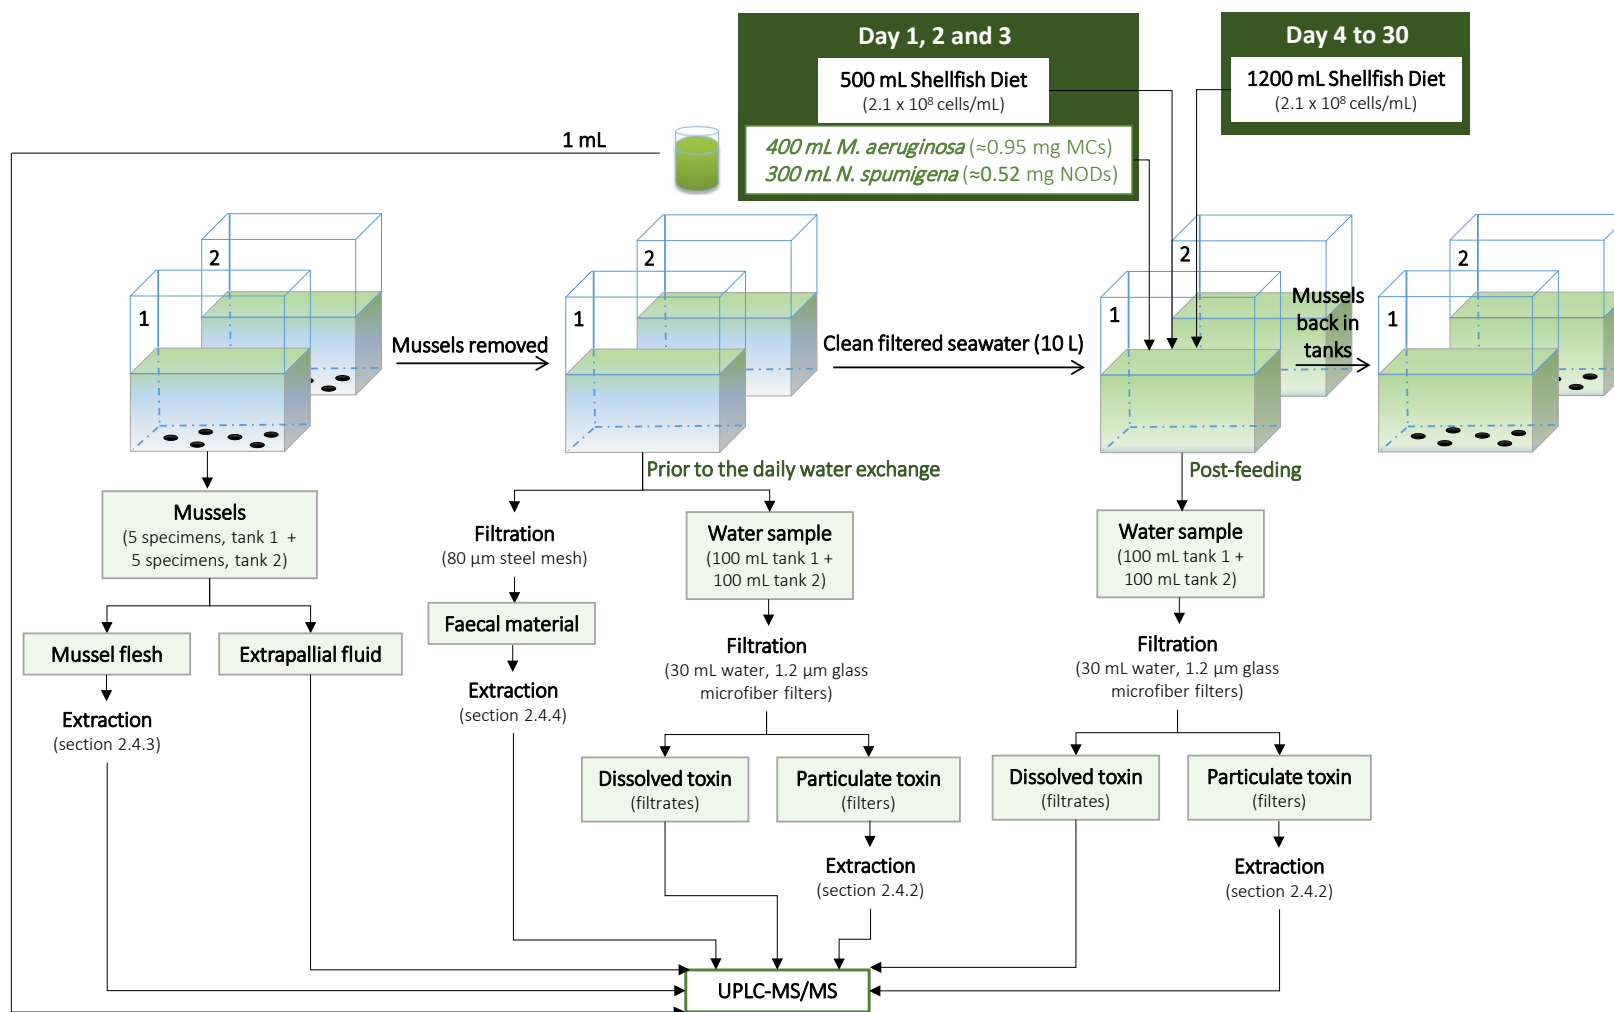 Day 1, 2 and 3
500 mL Shellfish Diet
(2.1 x 10⁸ cells/mL)
400 mL M. aeruginosa (≈0.95 mg MCs)
300 mL N. spumigena (≈0.52 mg NODs)
Day 4 to 30
1200 mL Shellfish Diet
(2.1 x 10⁸ cells/mL)
1 mL
2
1
Mussels removed
2
1
Clean filtered seawater (10 L)
2
1
Mussels
back in
tanks
2
1
Prior to the daily water exchange
Post-feeding
Mussels
(5 specimens, tank 1 +
5 specimens, tank 2)
Mussel flesh
Extrapallial fluid
Extraction
(section 2.4.3)
Filtration
(80 µm steel mesh)
Faecal material
Extraction
(section 2.4.4)
Water sample
(100 mL tank 1 +
100 mL tank 2)
Filtration
(30 mL water, 1.2 µm glass
microfiber filters)
Dissolved toxin
(filtrates)
Particulate toxin
(filters)
Extraction
(section 2.4.2)
Water sample
(100 mL tank 1 +
100 mL tank 2)
Filtration
(30 mL water, 1.2 µm glass
microfiber filters)
Dissolved toxin
(filtrates)
Particulate toxin
(filters)
Extraction
(section 2.4.2)
UPLC-MS/MS